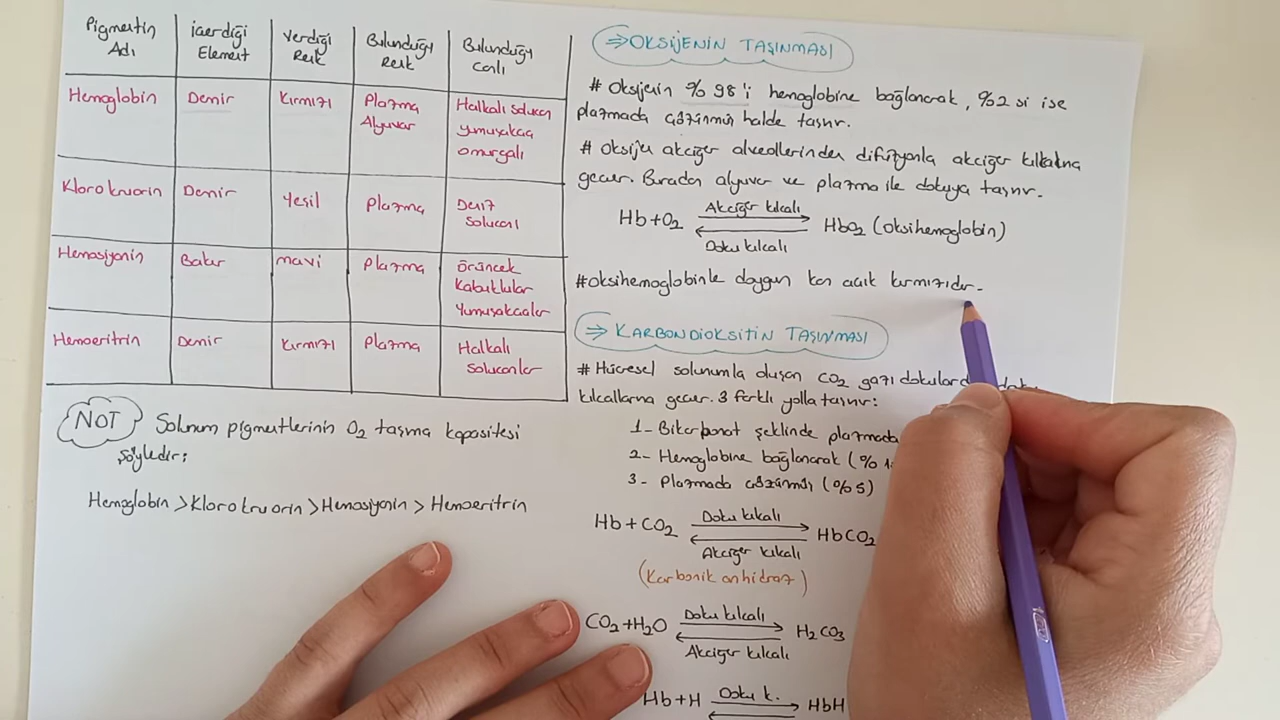 Pigmentin Adı | içerdiği Element | Verdiği Renk | Bulunduğu Renk | Bulunduğu Canlı
Hemoglobin | Demir | Kırmızı | Plazma Alyuvar | Halkalı solucan yumuşakça omurgalı
Klorokruorin | Demir | Yeşil | Plazma | Deniz Solucanı
Hemosiyanin | Bakır | mavi | Plazma | örümcek Kabuklular Yumuşakçalar
Hemoeritrin | Demir | Kırmızı | Plazma | Halkalı Solucanlar
NOT Solunum pigmentlerinin O2 taşıma kapasitesi
şöyledir;
Hemoglobin > Klorokruorin > Hemosiyanin > Hemoeritrin
⇒ OKSİJENİN TAŞINMASI
# Oksijenin %98'i hemoglobine bağlanarak, %2 si ise
plazmada çözünmüş halde taşınır.
# Oksijen akciğer alveollerinden difüzyonla akciğer kılcalına
geçer. Buradan alyuvar ve plazma ile dokuya taşınır.
Akciğer kılcalı
Hb+O2 HbO2 (oksihemoglobin)
Doku kılcalı
#oksihemoglobinle doygun kan açık kırmızıdır.
⇒ KARBONDİOKSİTİN TAŞINMASI
# Hücresel solunumla oluşan CO2 gazı
kılcallarına geçer. 3 farklı yolla taşınır:
1- Bikarbonat şeklinde plazmada
2- Hemoglobine bağlanarak
3- Plazmada çözünmüş (%5)
Doku kılcalı
Hb + CO2 HbCO2
Akciğer kılcalı
(Karbonik anhidraz)
Doku kılcalı
CO2+H2O H2CO3
Akciğer kılcalı
Hb+H Doku k. HbH